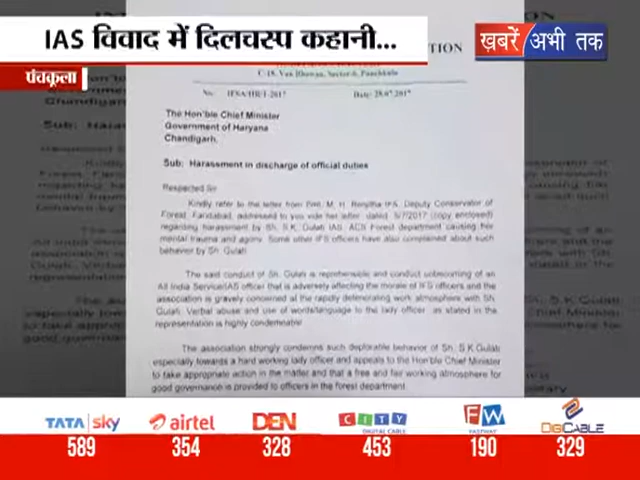 IAS विवाद में दिलचस्प कहानी...
ख़बरें अभी तक
पंचकूला
TION
C-18, Van Bhawan, Sector-6, Panchkula
No. IFSA/HR/1-2017 Date: 28.07.2017
The Hon'ble Chief Minister
Government of Haryana
Chandigarh.
Sub: Harassment in discharge of official duties
Respected Sir
Kindly refer to the letter from Smt. M. H. Renjitha IFS, Deputy Conservator of
Forest, Faridabad, addressed to you vide her letter dated 5/7/2017 (copy enclosed)
regarding harassment by Sh. S.K. Gulati IAS, ACS Forest department causing her
mental trauma and agony. Some other IFS officers have also complained about such
behavior by Sh. Gulati.
The said conduct of Sh. Gulati is reprehensible and conduct unbecoming of an
All India Service/IAS officer that is adversely affecting the morale of IFS officers and the
association is gravely concerned at the rapidly deteriorating work atmosphere with Sh.
Gulati. Verbal abuse and use of words/language to the lady officer as stated in the
representation is highly condemnable
The association strongly condemns such deplorable behavior of Sh. S.K.Gulati
especially towards a hard working lady officer and appeals to the Hon'ble Chief Minister
to take appropriate action in the matter and that a free and fair working atmosphere for
good governance is provided to officers in the forest department.
TATA sky airtel DEN CITY DIGITAL CABLE FW FASTWAY DIGICABLE
589 354 328 453 190 329